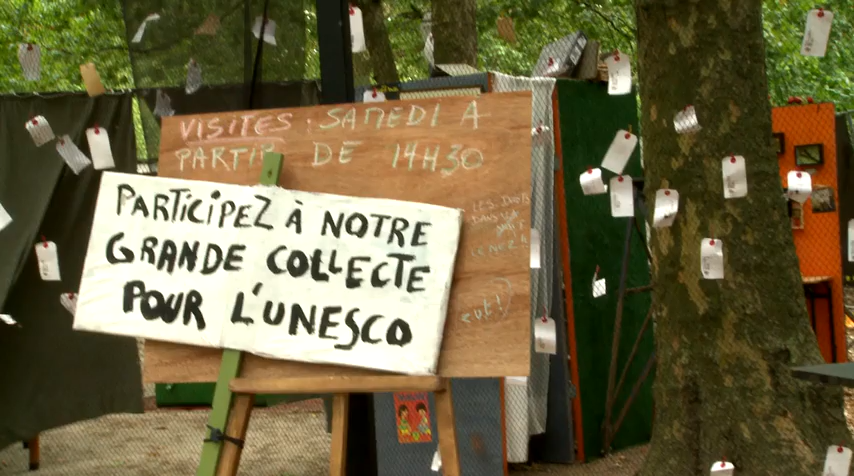 VISITES : SAMEDI A
PARTIR DE 14H30
PARTICIPEZ À NOTRE
GRANDE COLLECTE
POUR L'UNESCO